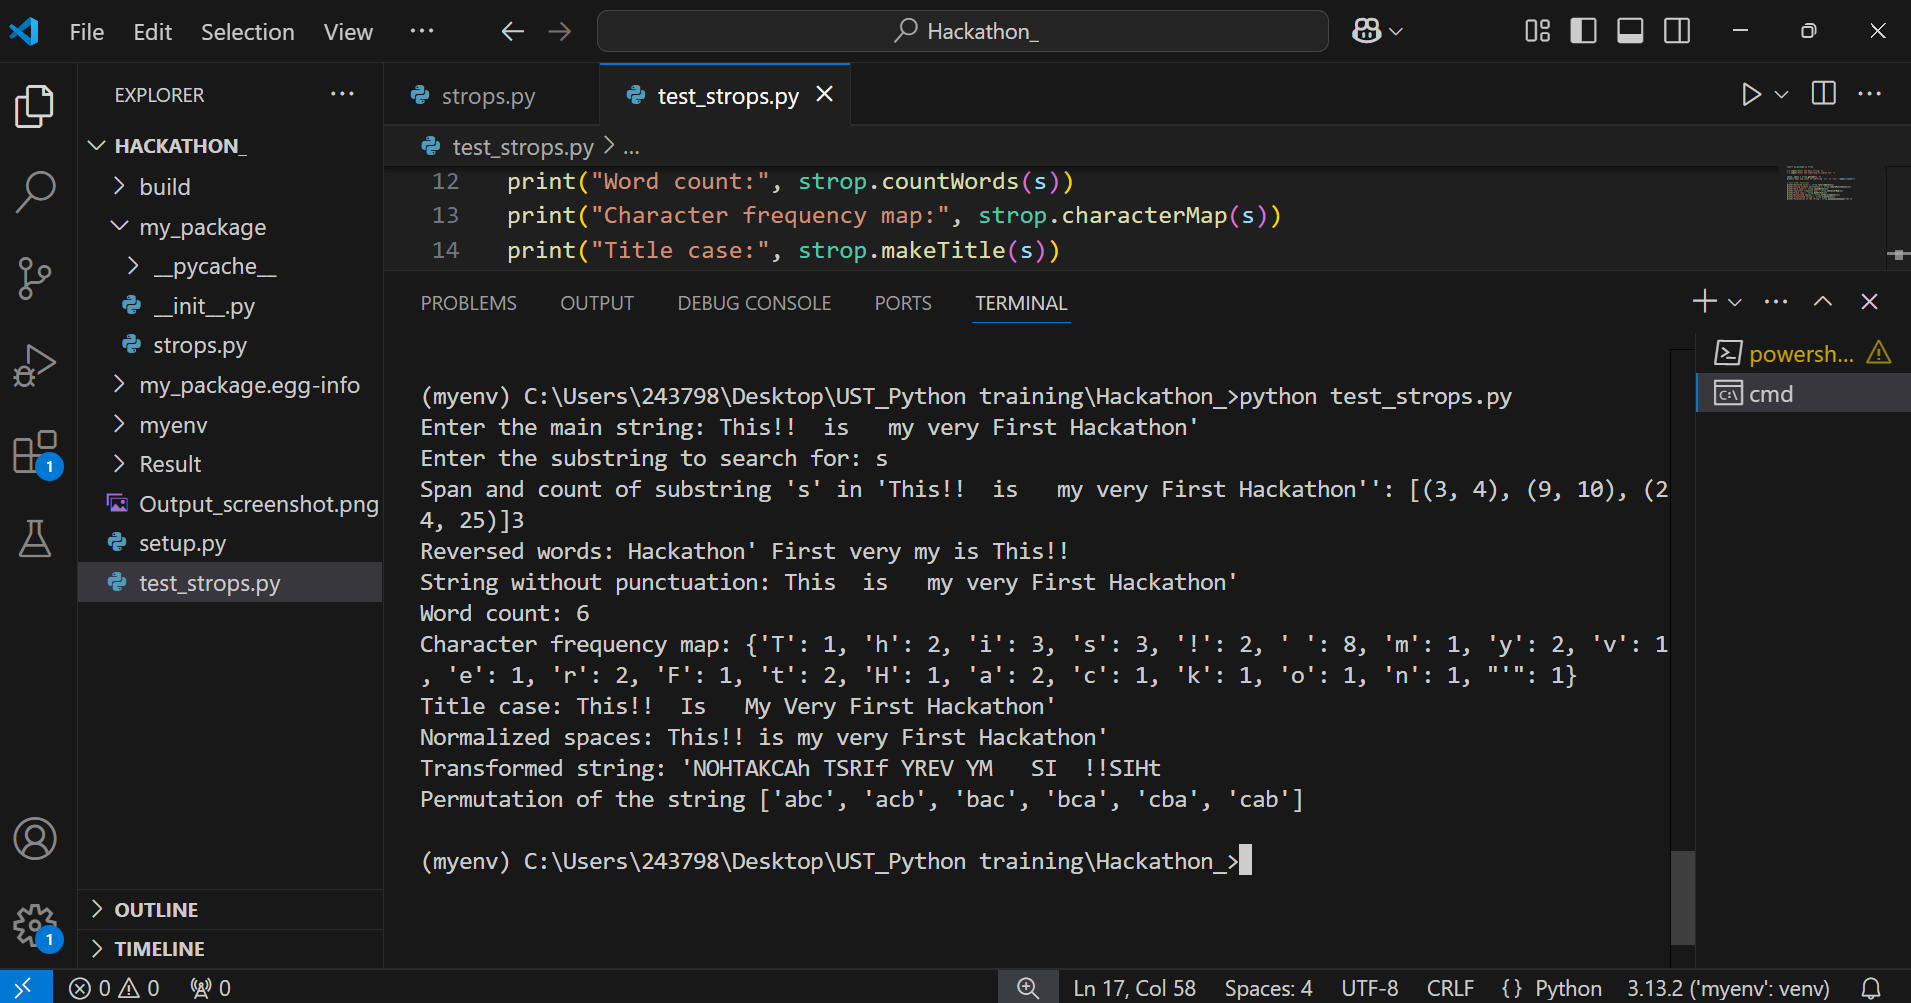 File Edit Selection View ··· Hackathon_
EXPLORER ···
HACKATHON_
build
my_package
__pycache__
__init__.py
strops.py
my_package.egg-info
myenv
Result
Output_screenshot.png
setup.py
test_strops.py
OUTLINE
TIMELINE
1
1
strops.py test_strops.py
test_strops.py > ...
12 print("Word count:", strop.countWords(s))
13 print("Character frequency map:", strop.characterMap(s))
14 print("Title case:", strop.makeTitle(s))
PROBLEMS OUTPUT DEBUG CONSOLE PORTS TERMINAL
powersh...
cmd
(myenv) C:\Users\243798\Desktop\UST_Python training\Hackathon_>python test_strops.py
Enter the main string: This!!  is   my very First Hackathon'
Enter the substring to search for: s
Span and count of substring 's' in 'This!!  is   my very First Hackathon'': [(3, 4), (9, 10), (2
4, 25)]3
Reversed words: Hackathon' First very my is This!!
String without punctuation: This  is   my very First Hackathon'
Word count: 6
Character frequency map: {'T': 1, 'h': 2, 'i': 3, 's': 3, '!': 2, ' ': 8, 'm': 1, 'y': 2, 'v': 1
, 'e': 1, 'r': 2, 'F': 1, 't': 2, 'H': 1, 'a': 2, 'c': 1, 'k': 1, 'o': 1, 'n': 1, "'": 1}
Title case: This!!  Is   My Very First Hackathon'
Normalized spaces: This!! is my very First Hackathon'
Transformed string: 'NOHTAKCAh TSRIf YREV YM   SI  !!SIHt
Permutation of the string ['abc', 'acb', 'bac', 'bca', 'cba', 'cab']
(myenv) C:\Users\243798\Desktop\UST_Python training\Hackathon_>
0 0 0 Ln 17, Col 58 Spaces: 4 UTF-8 CRLF {} Python 3.13.2 ('myenv': venv)